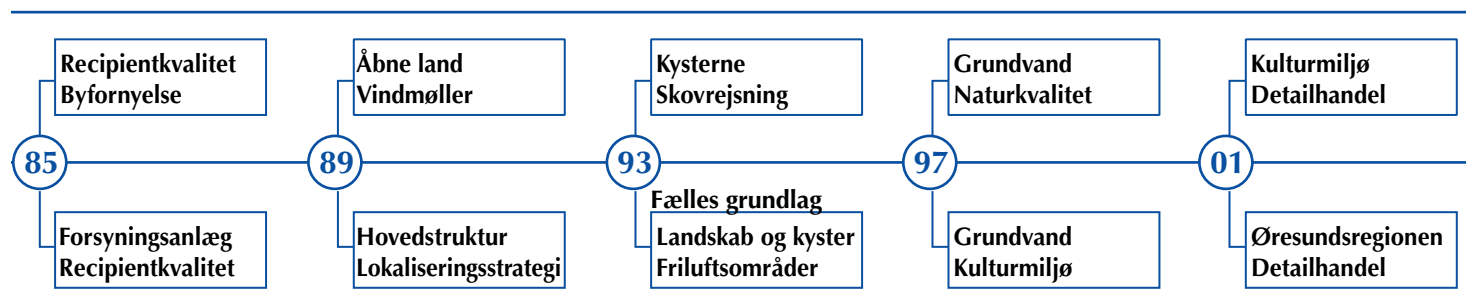 Recipientkvalitet
Byfornyelse
Åbne land
Vindmøller
Kysterne
Skovrejsning
Grundvand
Naturkvalitet
Kulturmiljø
Detailhandel
85
89
93
97
01
Forsyningsanlæg
Recipientkvalitet
Hovedstruktur
Lokaliseringsstrategi
Fælles grundlag
Landskab og kyster
Friluftsområder
Grundvand
Kulturmiljø
Øresundsregionen
Detailhandel